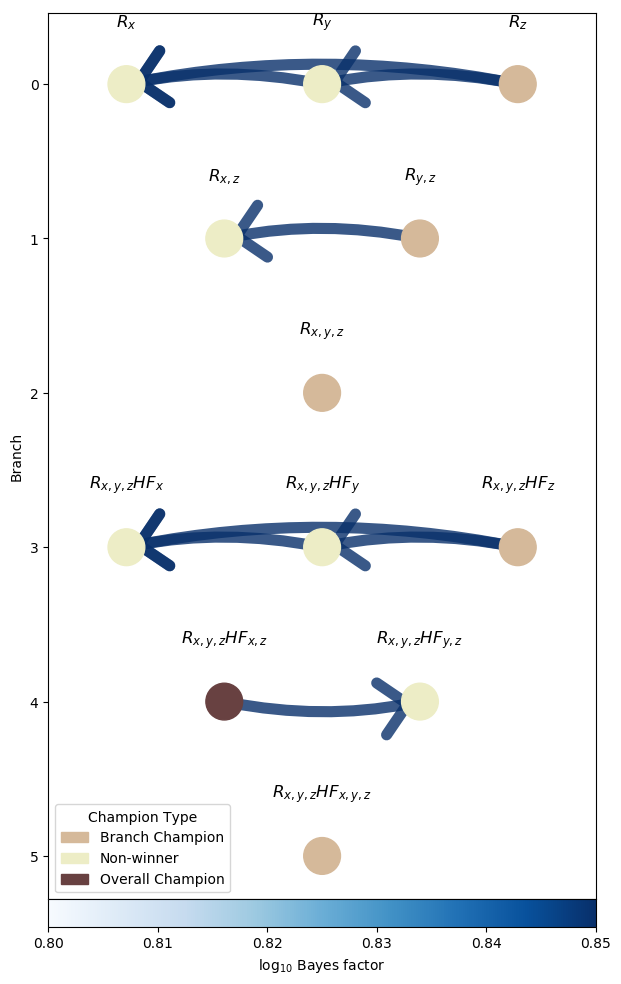 R_x R_y R_z
0
R_{x,z} R_{y,z}
1
R_{x,y,z}
2
Branch
R_{x,y,z}HF_x R_{x,y,z}HF_y R_{x,y,z}HF_z
3
R_{x,y,z}HF_{x,z} R_{x,y,z}HF_{y,z}
4
R_{x,y,z}HF_{x,y,z}
5
Champion Type
Branch Champion
Non-winner
Overall Champion
0.80 0.81 0.82 0.83 0.84 0.85
log_{10} Bayes factor